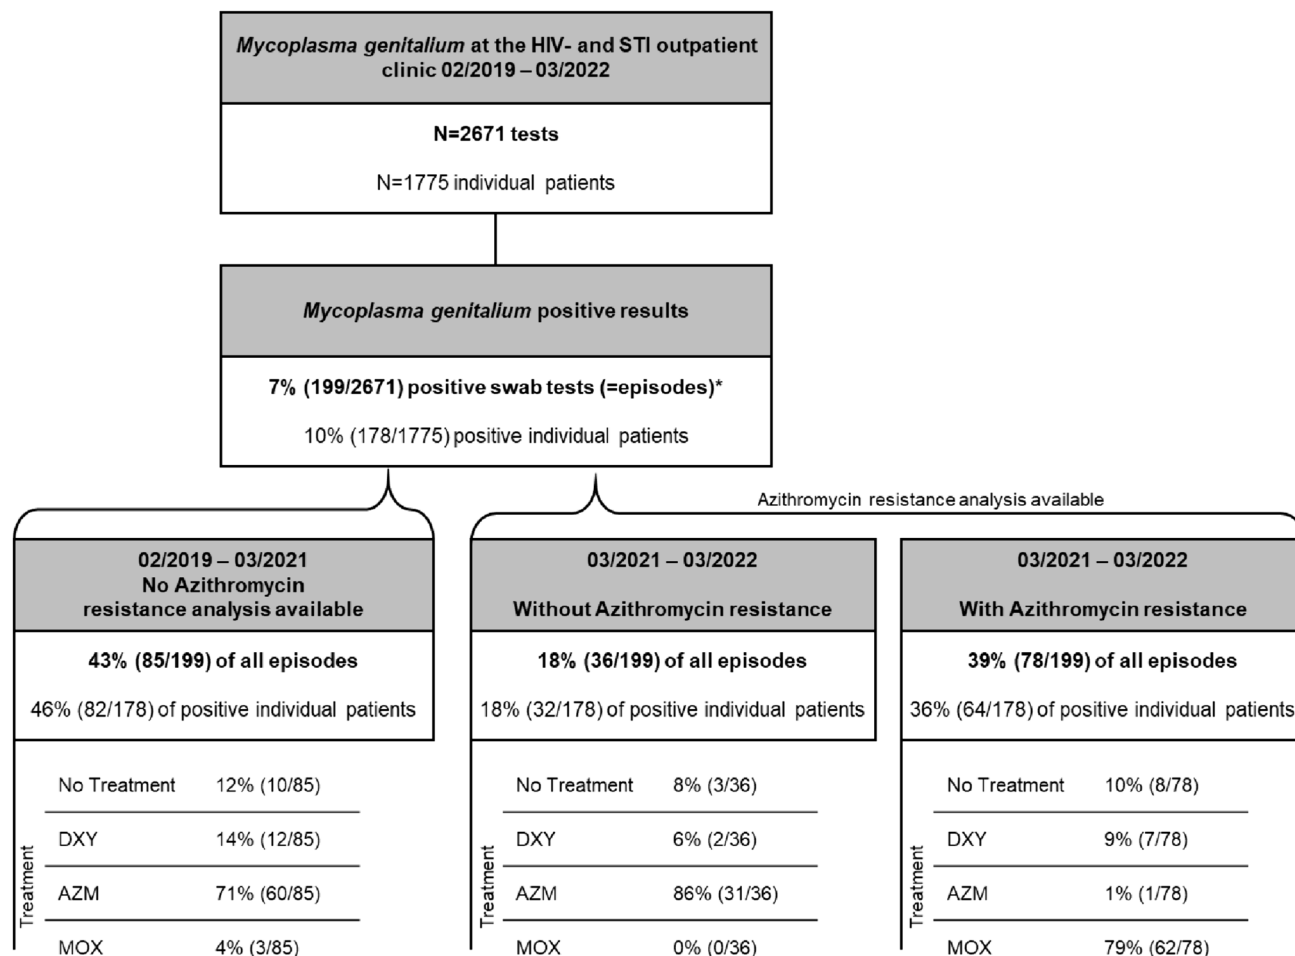 Mycoplasma genitalium at the HIV- and STI outpatient
clinic 02/2019 – 03/2022
N=2671 tests
N=1775 individual patients
Mycoplasma genitalium positive results
7% (199/2671) positive swab tests (=episodes)*
10% (178/1775) positive individual patients
Azithromycin resistance analysis available
02/2019 – 03/2021
No Azithromycin
resistance analysis available
43% (85/199) of all episodes
46% (82/178) of positive individual patients
Treatment
No Treatment 12% (10/85)
DXY 14% (12/85)
AZM 71% (60/85)
MOX 4% (3/85)
03/2021 – 03/2022
Without Azithromycin resistance
18% (36/199) of all episodes
18% (32/178) of positive individual patients
Treatment
No Treatment 8% (3/36)
DXY 6% (2/36)
AZM 86% (31/36)
MOX 0% (0/36)
03/2021 – 03/2022
With Azithromycin resistance
39% (78/199) of all episodes
36% (64/178) of positive individual patients
Treatment
No Treatment 10% (8/78)
DXY 9% (7/78)
AZM 1% (1/78)
MOX 79% (62/78)